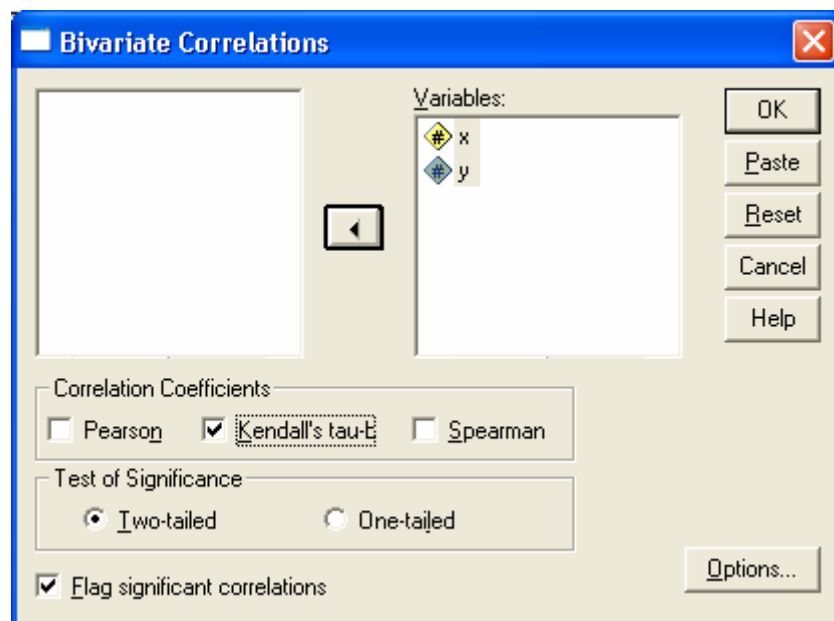 Bivariate Correlations
Variables:
# x
# y
OK
Paste
Reset
Cancel
Help
Correlation Coefficients
Pearson Kendall's tau-b Spearman
Test of Significance
Two-tailed One-tailed
Flag significant correlations
Options...